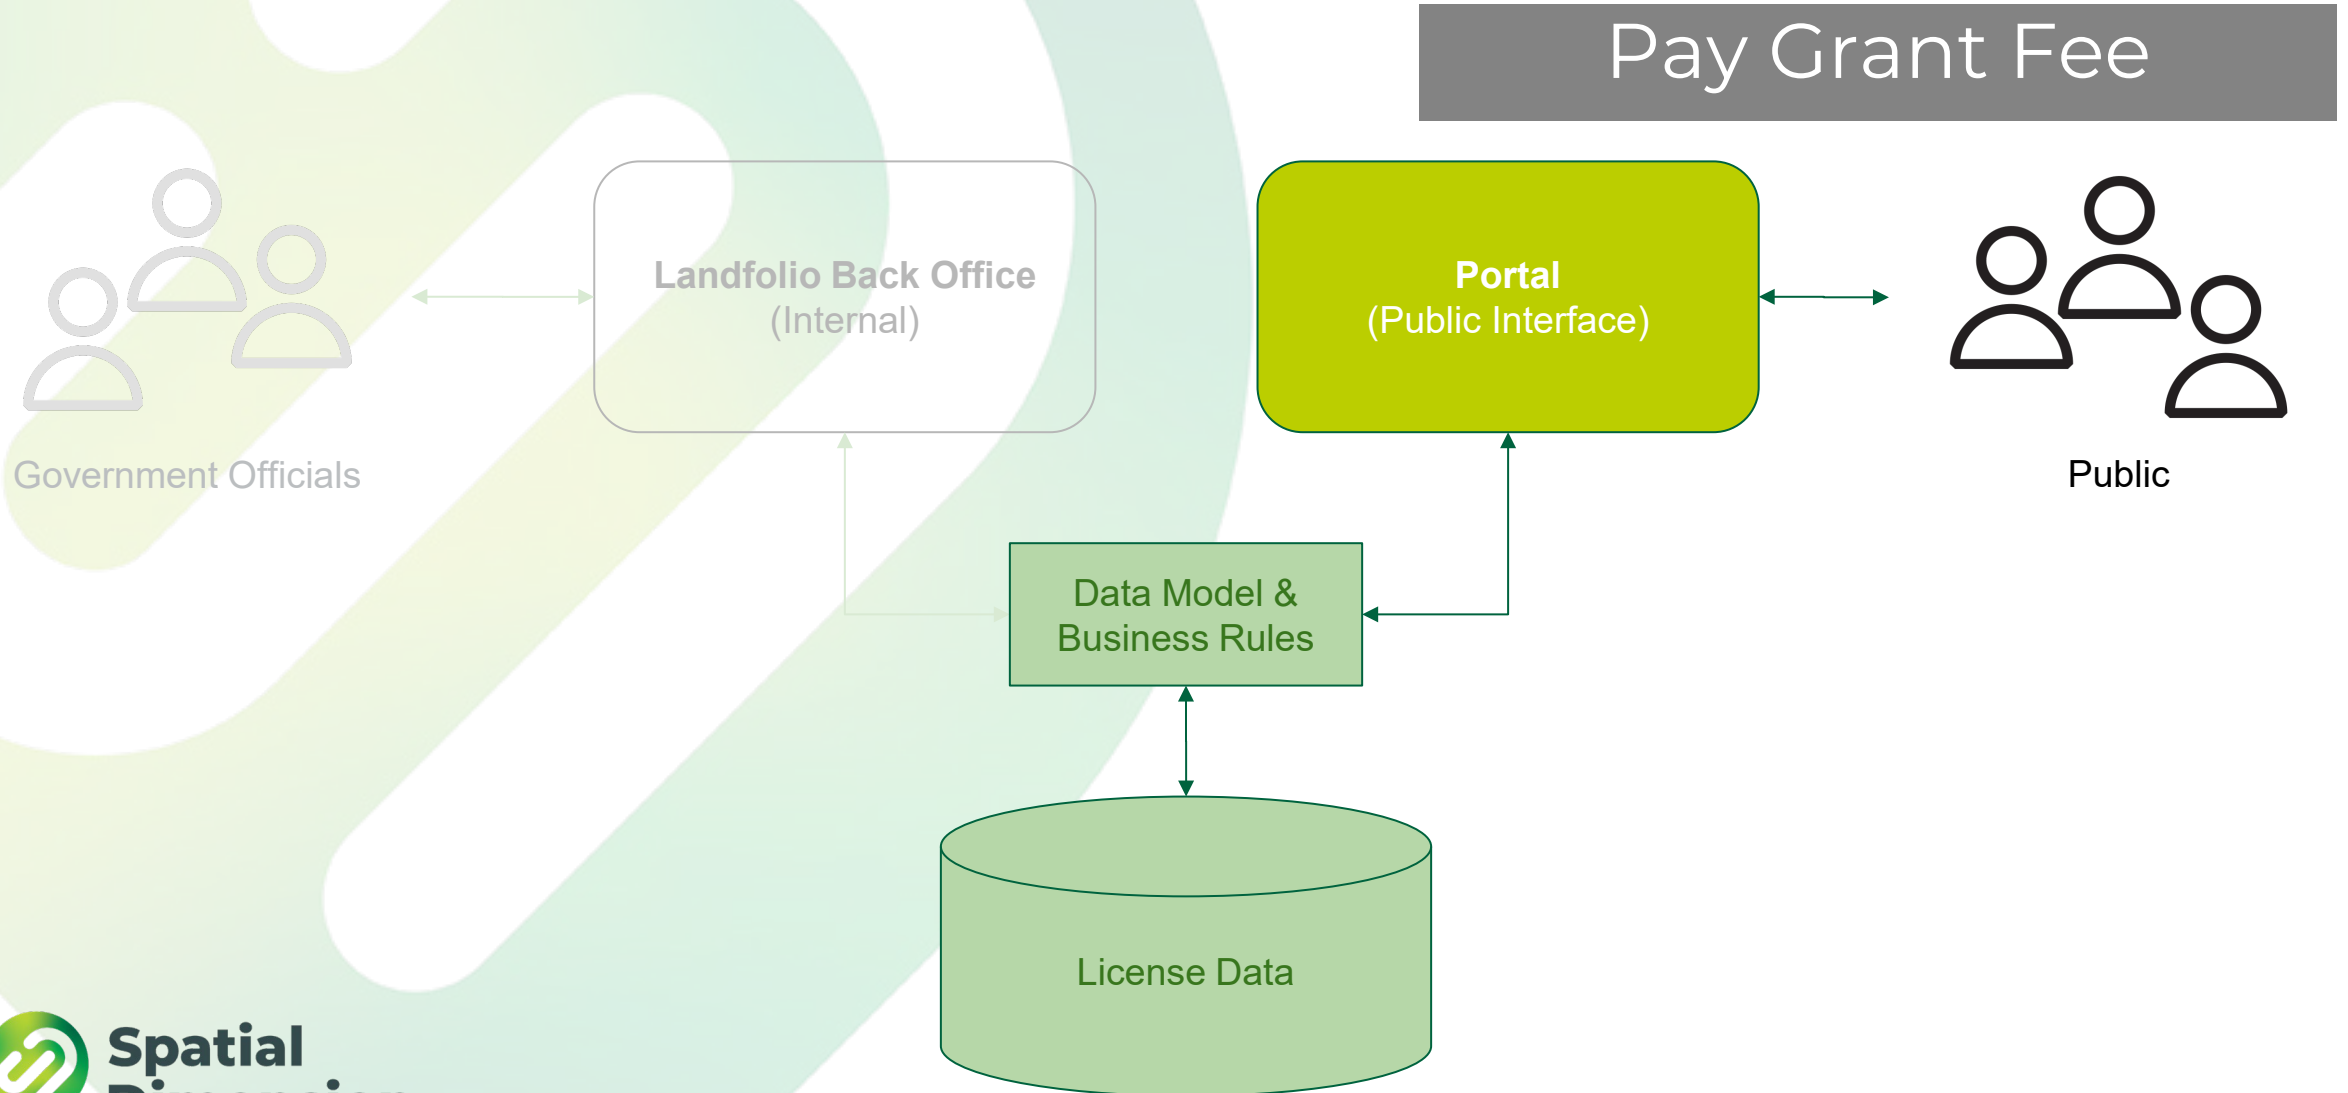 Pay Grant Fee
Landfolio Back Office
(Internal)
Portal
(Public Interface)
Government Officials
Public
Data Model &
Business Rules
License Data
Spatial
Dimension